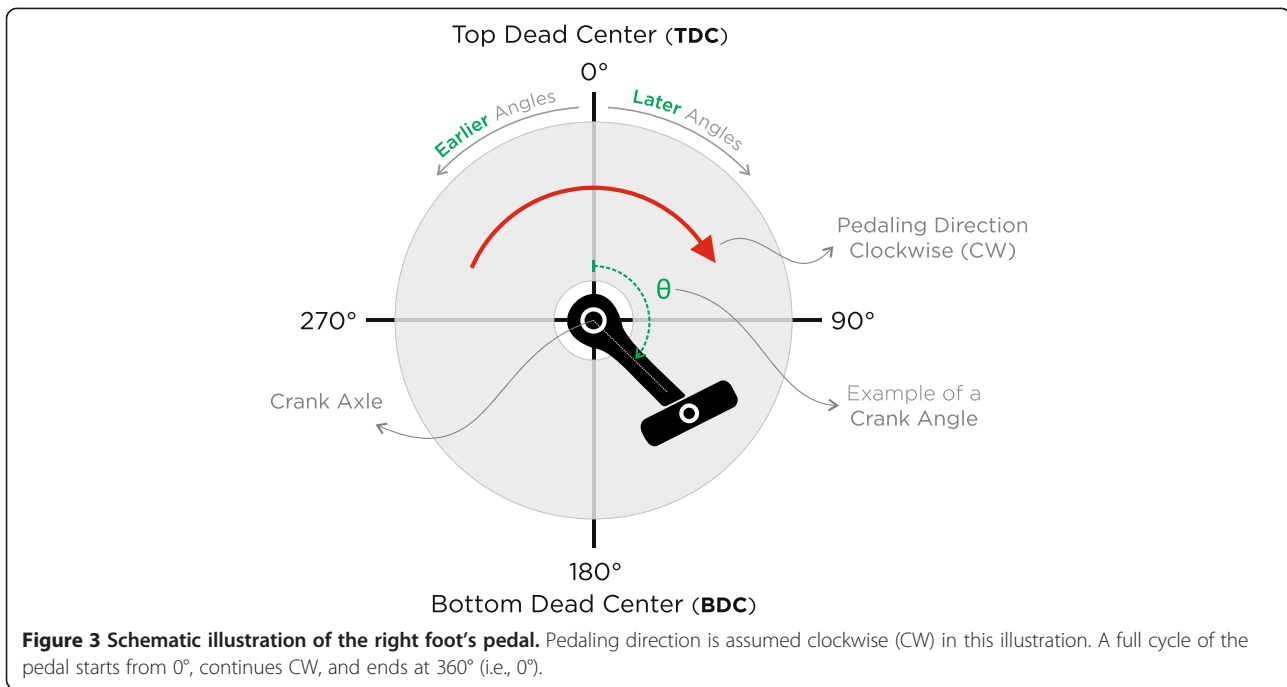 Top Dead Center (TDC)
0°
Earlier Angles
Later Angles
Pedaling Direction
Clockwise (CW)
θ
270°
90°
Crank Axle
Example of a
Crank Angle
180°
Bottom Dead Center (BDC)
Figure 3 Schematic illustration of the right foot's pedal. Pedaling direction is assumed clockwise (CW) in this illustration. A full cycle of the
pedal starts from 0°, continues CW, and ends at 360° (i.e., 0°).